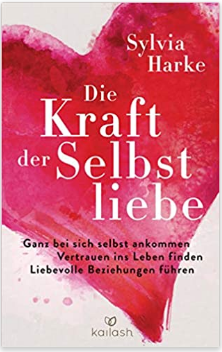 Sylvia
Harke
Die
Kraft
der Selbst
liebe
Ganz bei sich selbst ankommen
Vertrauen ins Leben finden
Liebevolle Beziehungen führen
kailash